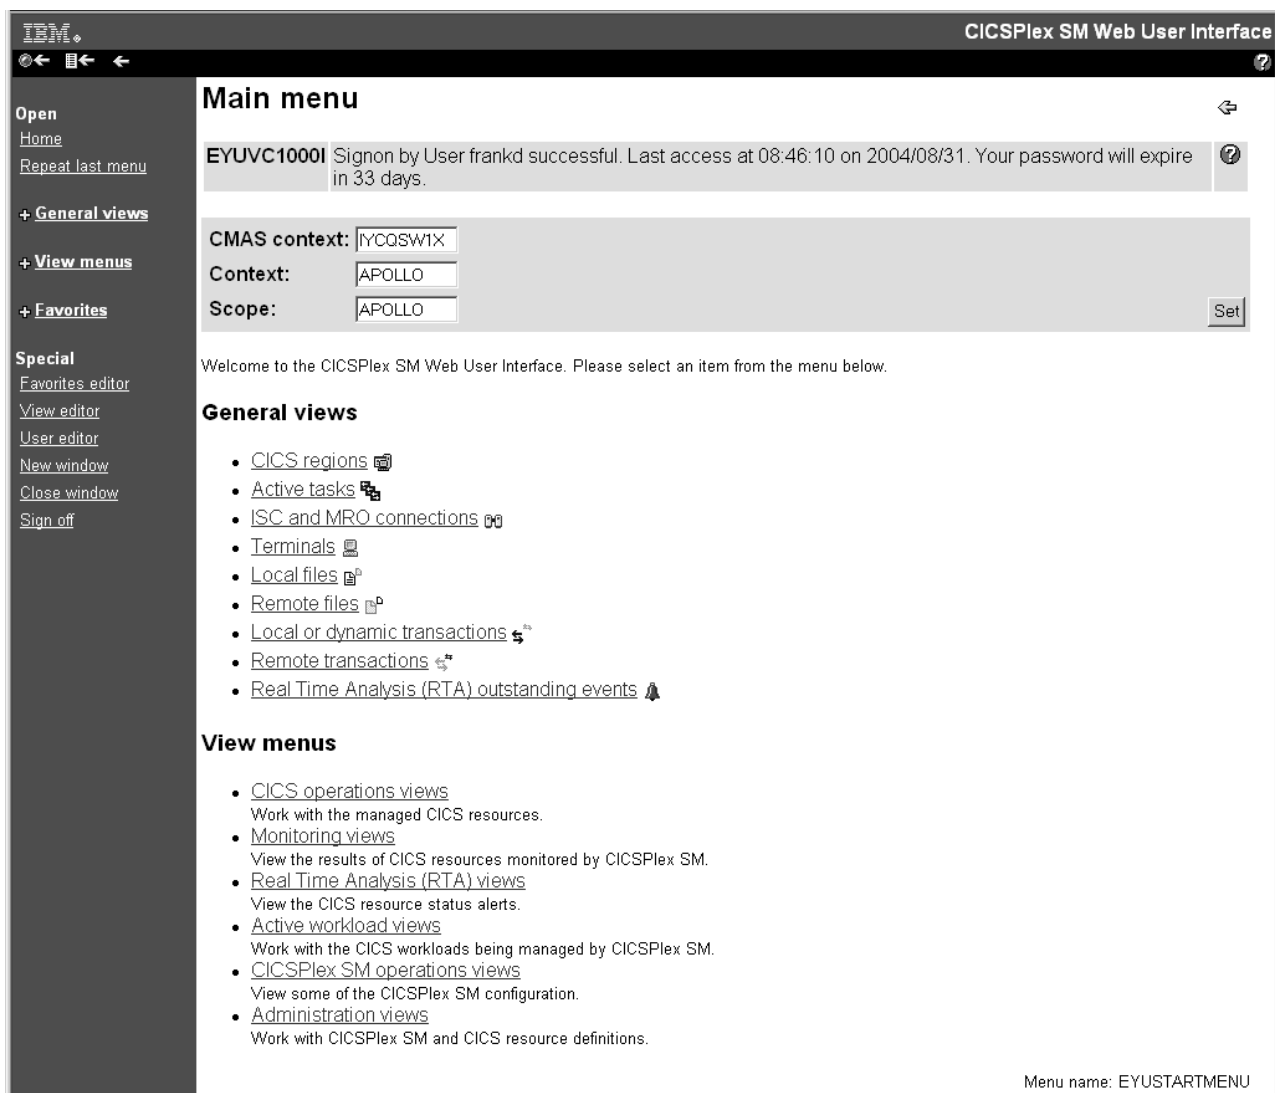 IBM.
CICSPlex SM Web User Interface
Open
Home
Repeat last menu
+ General views
+ View menus
+ Favorites
Special
Favorites editor
View editor
User editor
New window
Close window
Sign off
Main menu
EYUVC1000I Signon by User frankd successful. Last access at 08:46:10 on 2004/08/31. Your password will expire
in 33 days.
CMAS context: IYCQSW1X
Context: APOLLO
Scope: APOLLO
Set
Welcome to the CICSPlex SM Web User Interface. Please select an item from the menu below.
General views
• CICS regions
• Active tasks
• ISC and MRO connections
• Terminals
• Local files
• Remote files
• Local or dynamic transactions
• Remote transactions
• Real Time Analysis (RTA) outstanding events
View menus
• CICS operations views
Work with the managed CICS resources.
• Monitoring views
View the results of CICS resources monitored by CICSPlex SM.
• Real Time Analysis (RTA) views
View the CICS resource status alerts.
• Active workload views
Work with the CICS workloads being managed by CICSPlex SM.
• CICSPlex SM operations views
View some of the CICSPlex SM configuration.
• Administration views
Work with CICSPlex SM and CICS resource definitions.
Menu name: EYUSTARTMENU